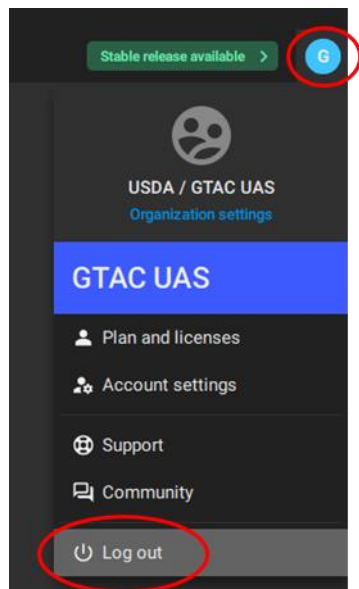 Stable release available >
G
USDA / GTAC UAS
Organization settings
GTAC UAS
Plan and licenses
Account settings
Support
Community
Log out